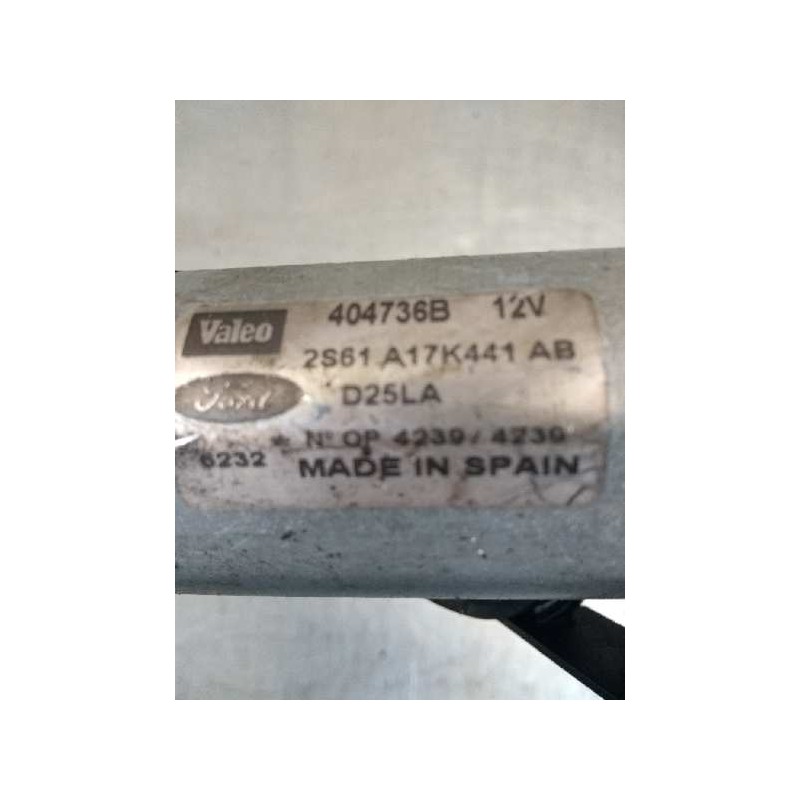 Valeo 404736B 12V
2S61 A17K441 AB
Ford D25LA
* Nº OP 4239 / 4239
6232 MADE IN SPAIN